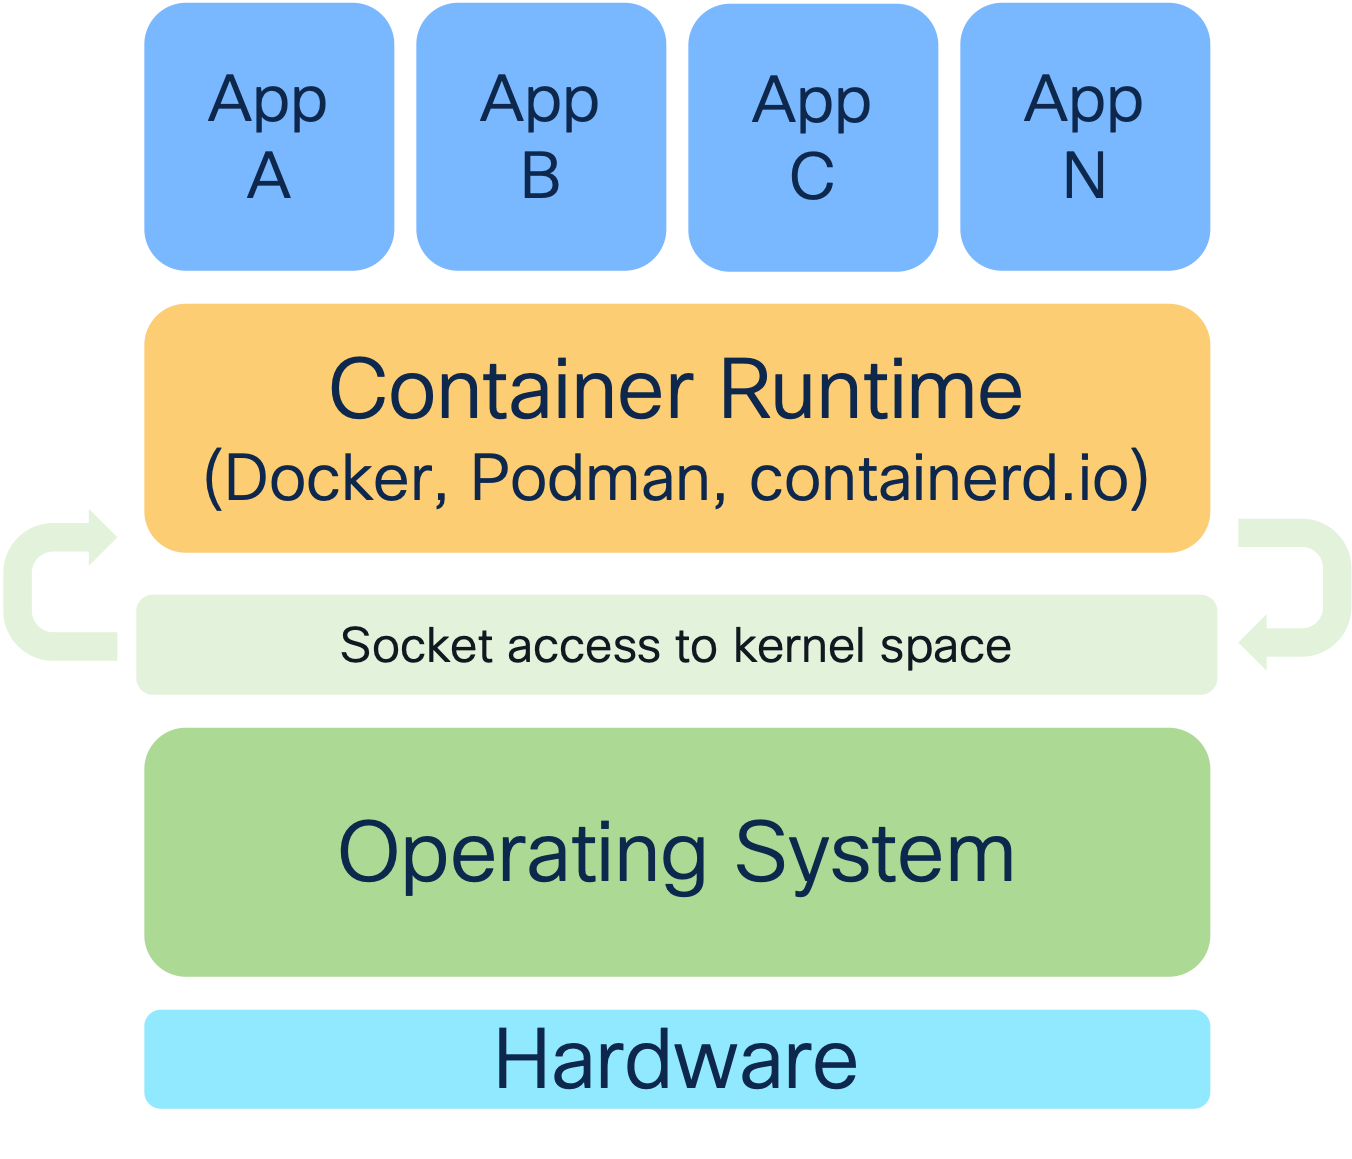 App
A
App
B
App
C
App
N
Container Runtime
(Docker, Podman, containerd.io)
Socket access to kernel space
Operating System
Hardware